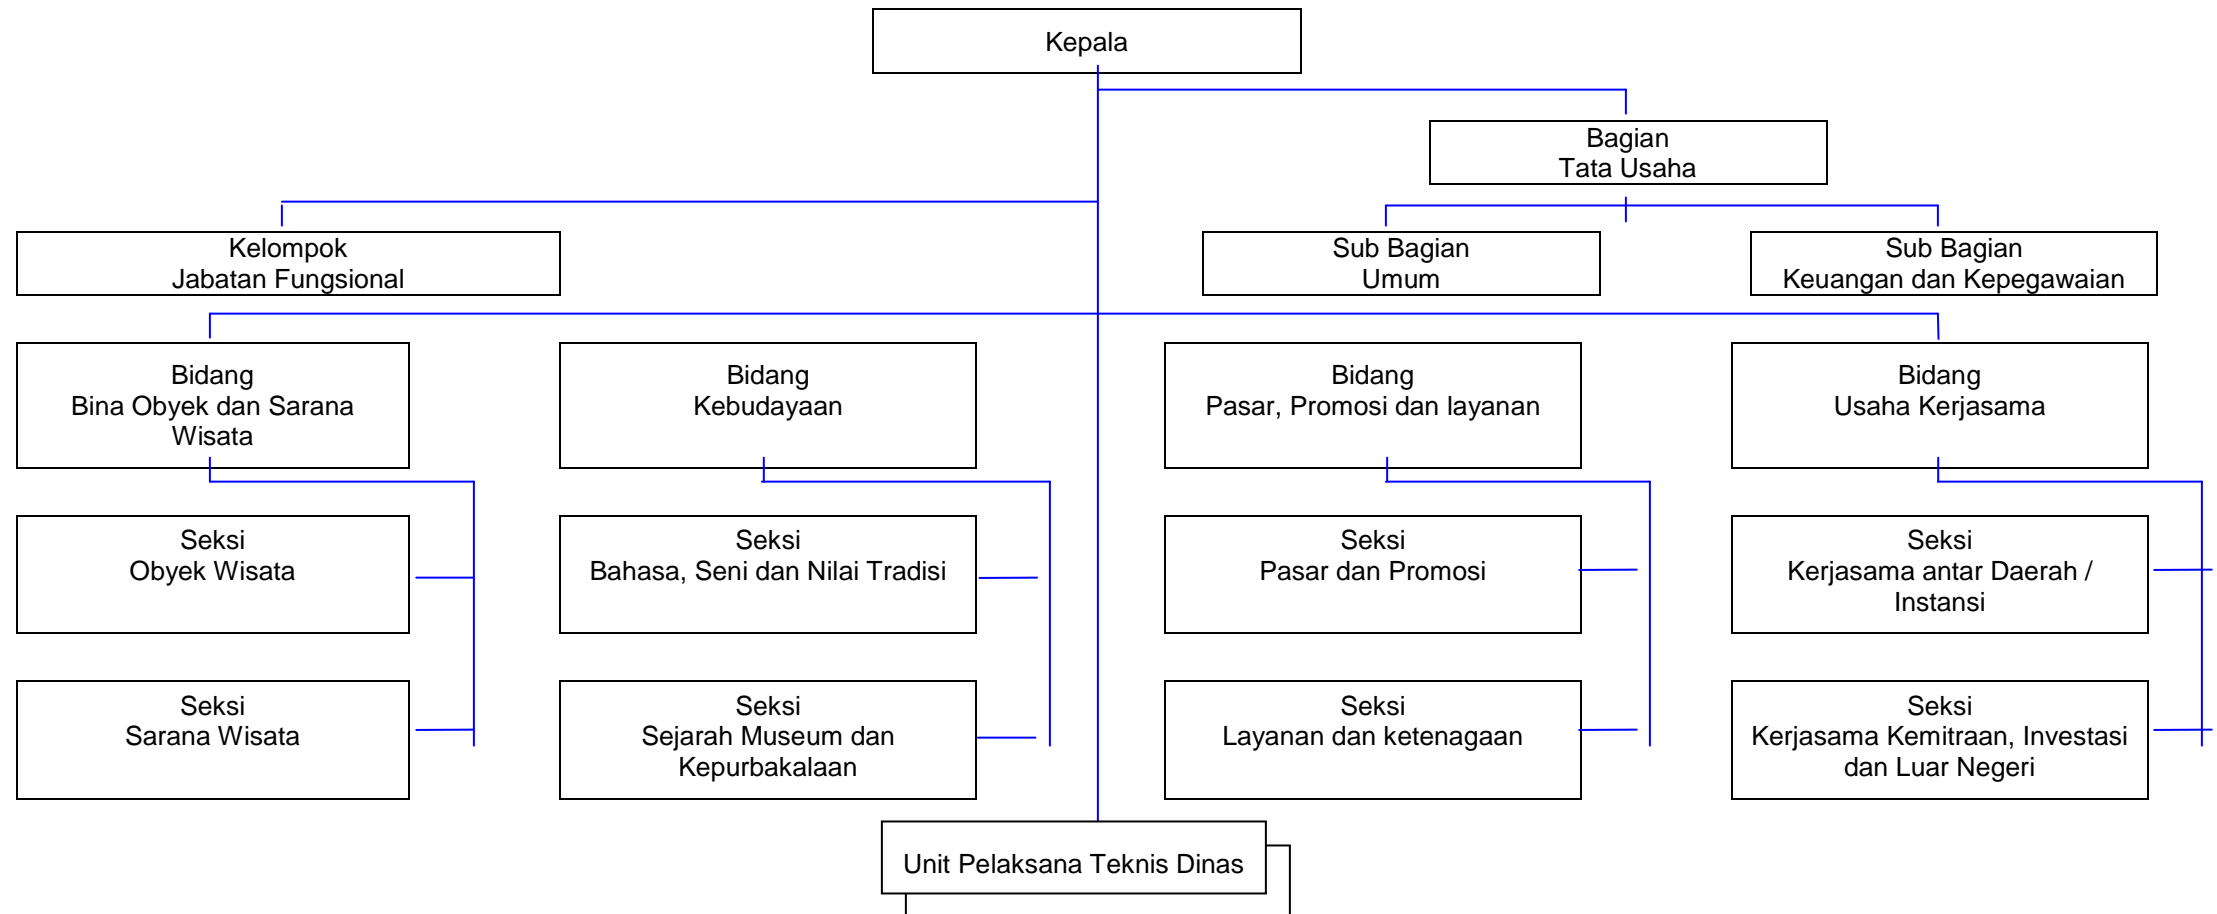 Kepala
Bagian
Tata Usaha
Kelompok
Jabatan Fungsional
Sub Bagian
Umum
Sub Bagian
Keuangan dan Kepegawaian
Bidang
Bina Obyek dan Sarana
Wisata
Bidang
Kebudayaan
Bidang
Pasar, Promosi dan layanan
Bidang
Usaha Kerjasama
Seksi
Obyek Wisata
Seksi
Bahasa, Seni dan Nilai Tradisi
Seksi
Pasar dan Promosi
Seksi
Kerjasama antar Daerah /
Instansi
Seksi
Sarana Wisata
Seksi
Sejarah Museum dan
Kepurbakalaan
Seksi
Layanan dan ketenagaan
Seksi
Kerjasama Kemitraan, Investasi
dan Luar Negeri
Unit Pelaksana Teknis Dinas